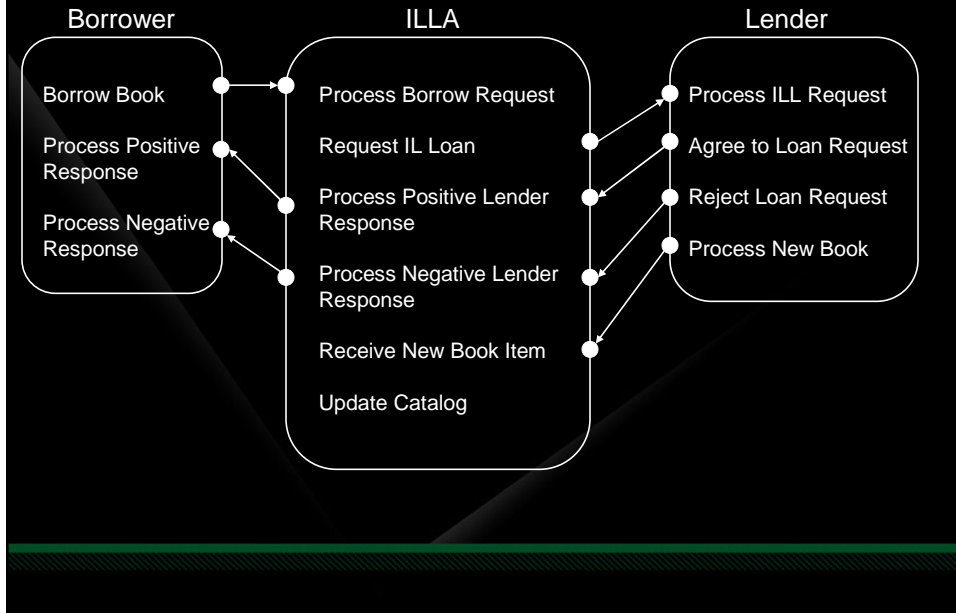 Borrower
Borrow Book
Process Positive
Response
Process Negative
Response
ILLA
Process Borrow Request
Request IL Loan
Process Positive Lender
Response
Process Negative Lender
Response
Receive New Book Item
Update Catalog
Lender
Process ILL Request
Agree to Loan Request
Reject Loan Request
Process New Book